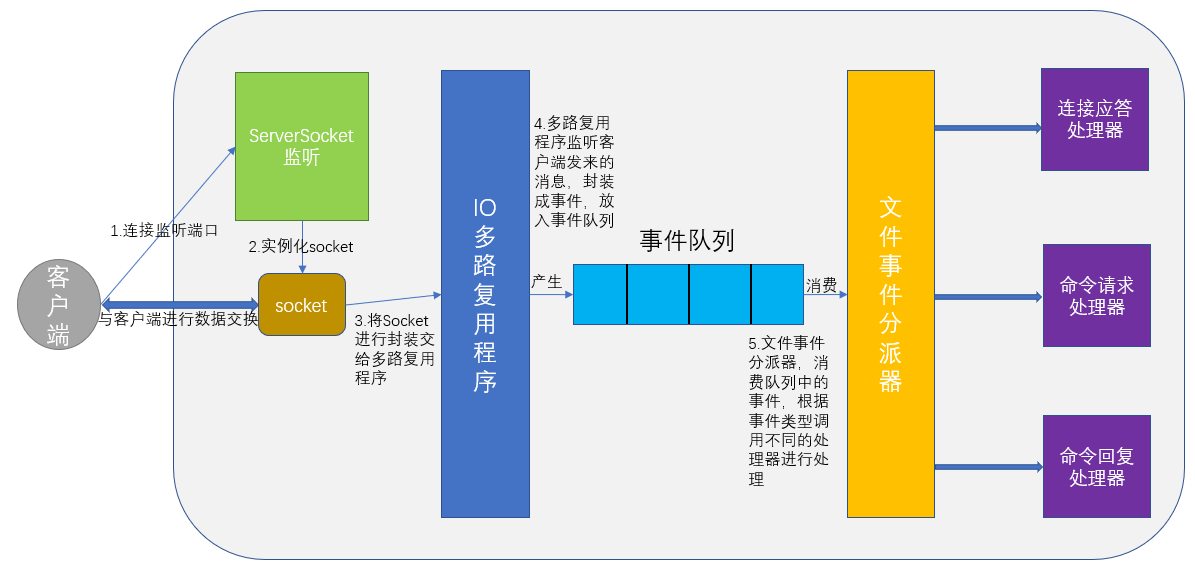 ServerSocket
监听
1.连接监听端口
2.实例化socket
客
户
端
socket
与客户端进行数据交换
3.将Socket
进行封装交
给多路复用
程序
IO
多
路
复
用
程
序
4.多路复用
程序监听客
户端发来的
消息，封装
成事件，放
入事件队列
产生
事件队列
消费
5.文件事件
分派器，消
费队列中的
事件，根据
事件类型调
用不同的处
理器进行处
理
文
件
事
件
分
派
器
连接应答
处理器
命令请求
处理器
命令回复
处理器